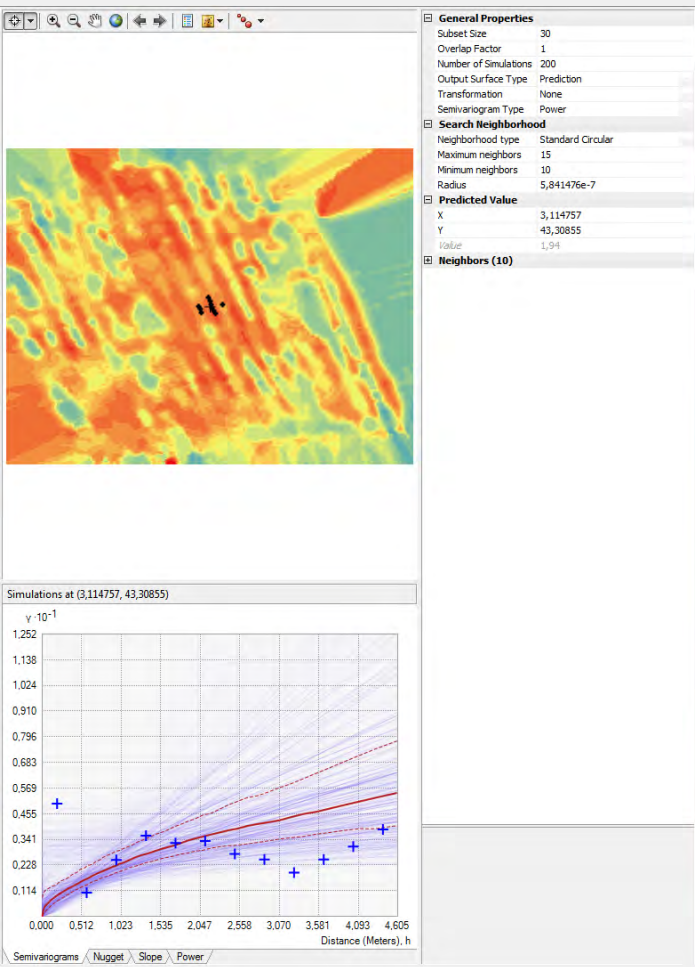 General Properties
Subset Size 30
Overlap Factor 1
Number of Simulations 200
Output Surface Type Prediction
Transformation None
Semivariogram Type Power
Search Neighborhood
Neighborhood type Standard Circular
Maximum neighbors 15
Minimum neighbors 10
Radius 5,841476e-7
Predicted Value
X 3,114757
Y 43,30855
Value 1,94
Neighbors (10)
Simulations at (3,114757, 43,30855)
γ ·10⁻¹
1,252
1,138
1,024
0,910
0,796
0,683
0,569
0,455
0,341
0,228
0,114
0,000 0,512 1,023 1,535 2,047 2,558 3,070 3,581 4,093 4,605
Distance (Meters), h
Semivariograms Nugget Slope Power